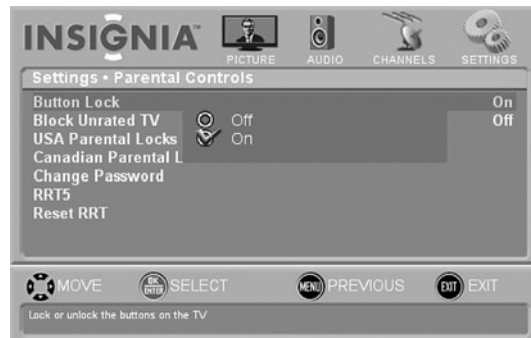 INSIGNIA™
PICTURE AUDIO CHANNELS SETTINGS
Settings • Parental Controls
Button Lock On
Block Unrated TV Off
USA Parental Locks
Canadian Parental L
Change Password
RRT5
Reset RRT
Off
On
MOVE OK ENTER SELECT MENU PREVIOUS EXIT EXIT
Lock or unlock the buttons on the TV